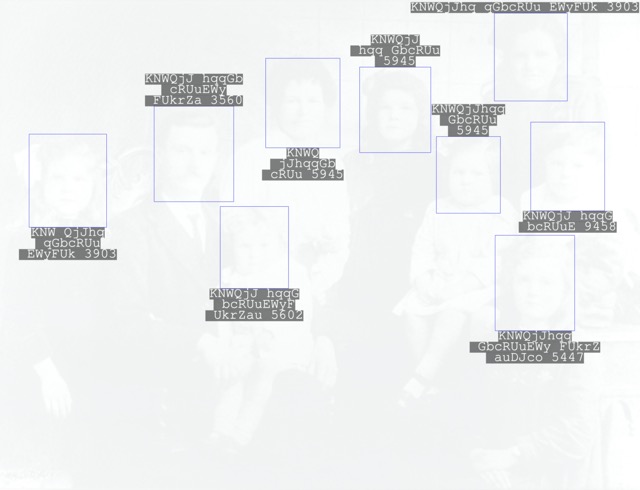 KNWQjJhq qGbcRUu EWyFUk 3903
KNWQjJ
hqq GbcRUu
5945
KNWQjJ hqqGb
cRUuEWy
FUkrZa 3560
KNWQjJhqq
GbcRUu
5945
KNWQ
jJhqqGb
cRUu 5945
KNWQjJ hqqG
bcRUuE 9458
KNW QjJhq
qGbcRUu
EWyFUk 3903
KNWQjJ hqqG
bcRUuEWyF
UkrZau 5602
KNWQjJhqq
GbcRUuEWy FUkrZ
auDJco 5447